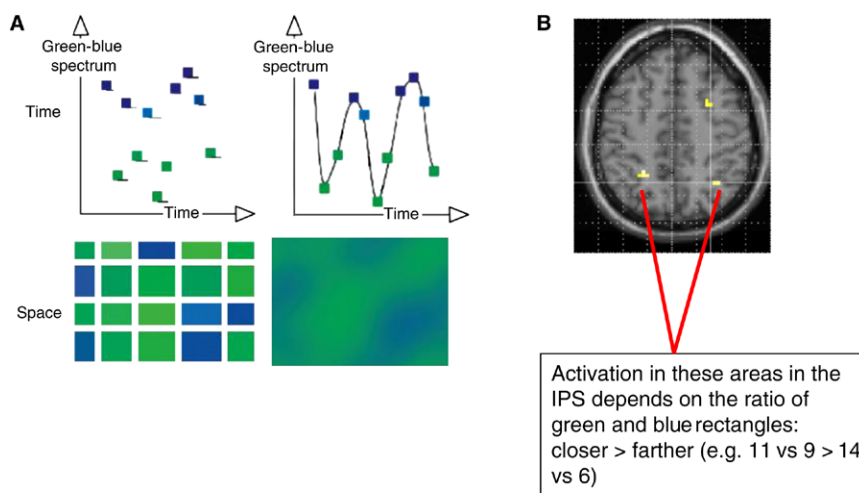 A
Green-blue
spectrum
Time
Time
Green-blue
spectrum
Time
Space
B
Activation in these areas in the
IPS depends on the ratio of
green and blue rectangles:
closer > farther (e.g. 11 vs 9 > 14
vs 6)